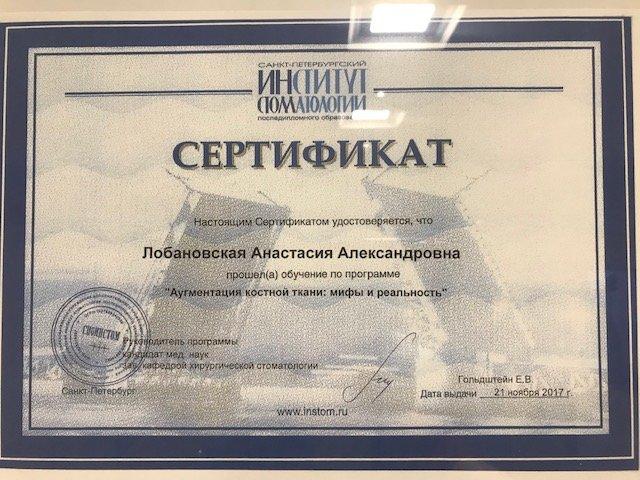 САНКТ-ПЕТЕРБУРГСКИЙ
ИНСТИТУТ
СТОМАТОЛОГИИ
последипломного
СЕРТИФИКАТ
Настоящим Сертификатом удостоверяется, что
Лобановская Анастасия Александровна
прошел(а) обучение по программе
"Аугментация костной ткани: мифы и реальность"
СПбИНСТОМ
Руководитель программы
кандидат мед. наук
зав. кафедрой хирургической стоматологии
Гольдштейн Е.В
Санкт-Петербург
Дата выдачи 21 ноября 2017 г.
www.instom.ru